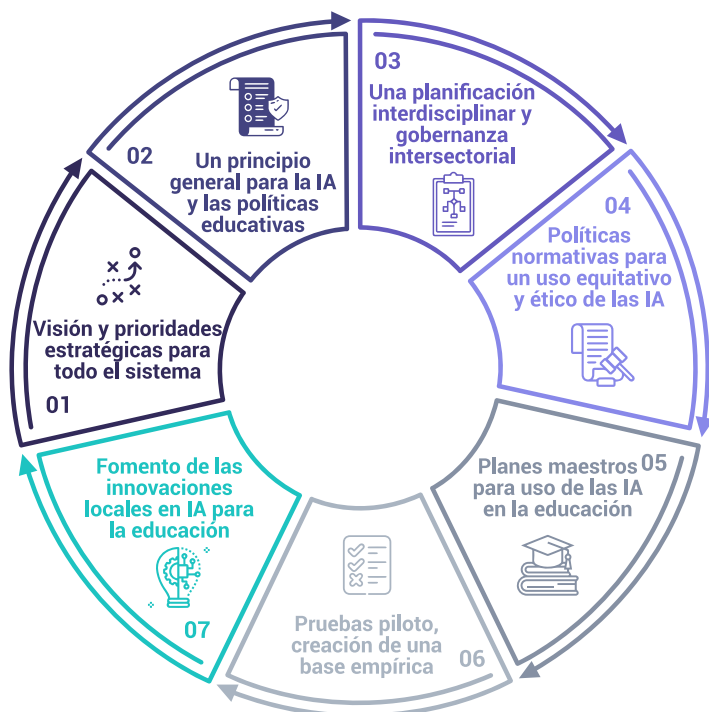 01
Visión y prioridades
estratégicas para
todo el sistema
02
Un principio
general para la IA
y las políticas
educativas
03
Una planificación
interdisciplinar y
gobernanza
intersectorial
04
Políticas
normativas para
un uso equitativo
y ético de las IA
05
Planes maestros
para uso de las IA
en la educación
06
Pruebas piloto,
creación de una
base empírica
07
Fomento de las
innovaciones
locales en IA para
la educación